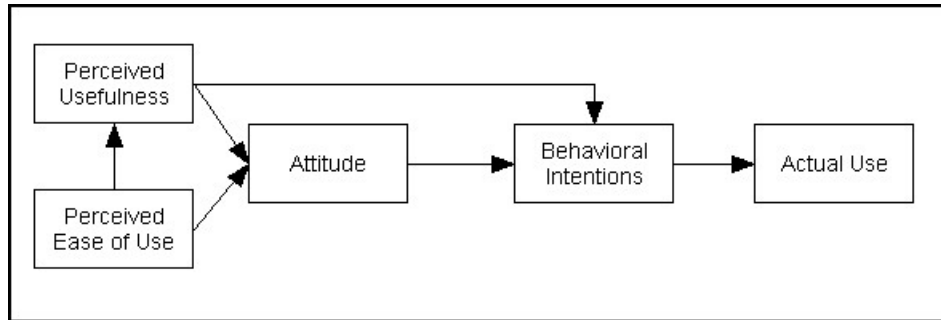 Perceived
Usefulness
Attitude
Behavioral
Intentions
Actual Use
Perceived
Ease of Use